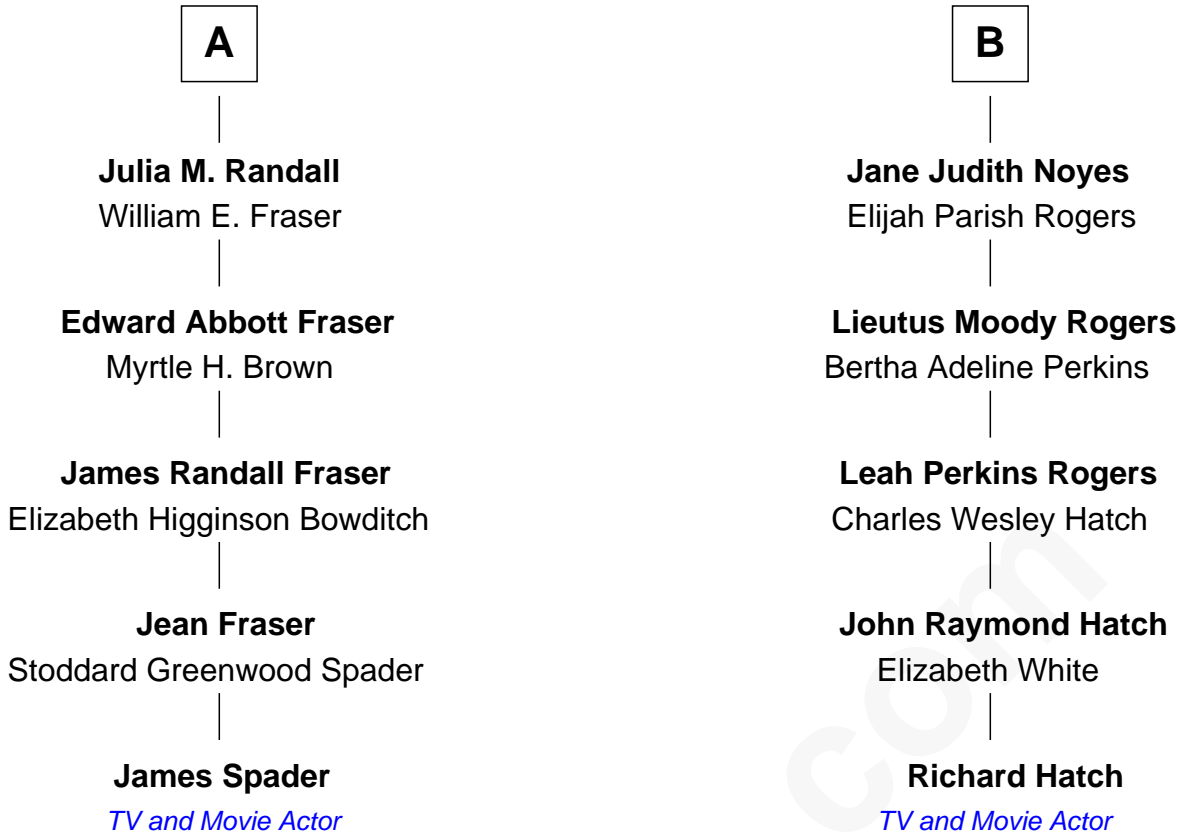 A
Julia M. Randall
William E. Fraser
Edward Abbott Fraser
Myrtle H. Brown
James Randall Fraser
Elizabeth Higginson Bowditch
Jean Fraser
Stoddard Greenwood Spader
James Spader
TV and Movie Actor
B
Jane Judith Noyes
Elijah Parish Rogers
Lieutus Moody Rogers
Bertha Adeline Perkins
Leah Perkins Rogers
Charles Wesley Hatch
John Raymond Hatch
Elizabeth White
Richard Hatch
TV and Movie Actor
com